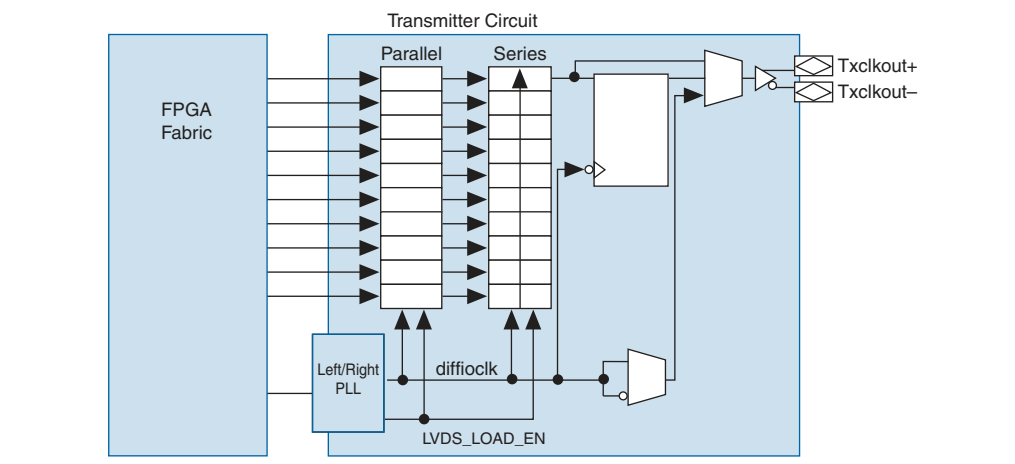 Transmitter Circuit
Parallel
Series
Txclkout+
Txclkout–
FPGA
Fabric
Left/Right
PLL
diffioclk
LVDS_LOAD_EN